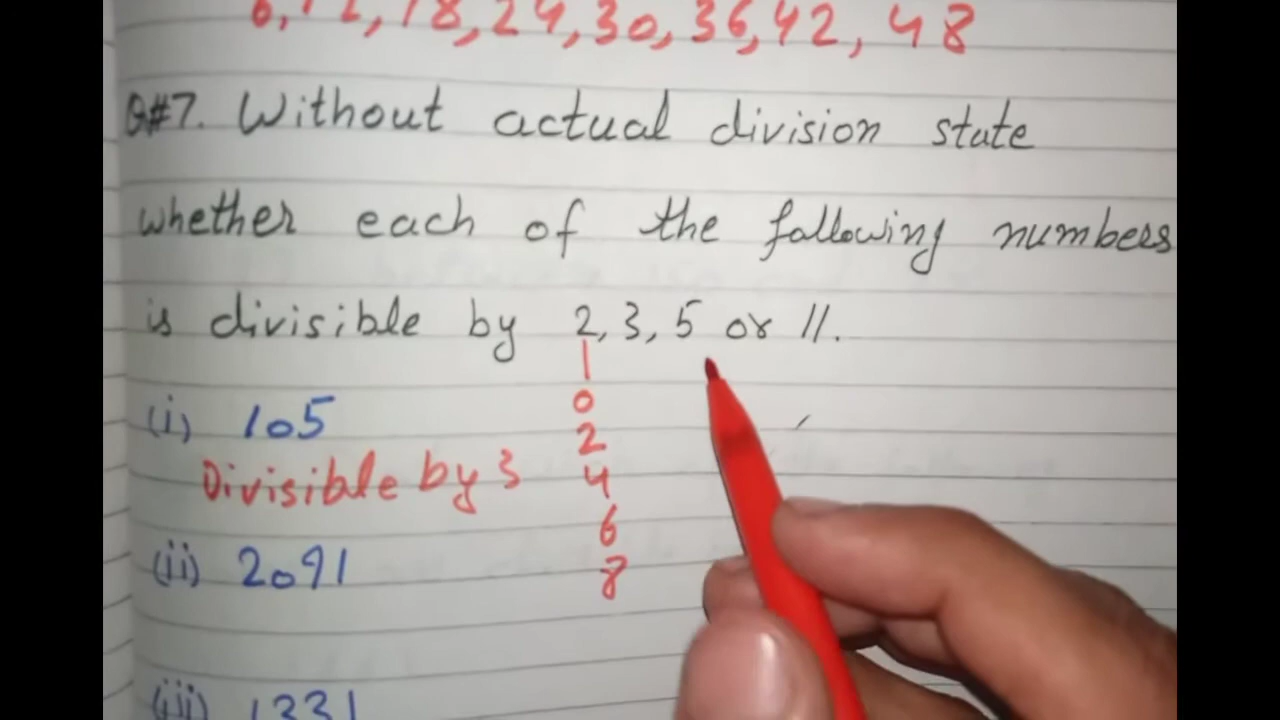 6, 12, 18, 24, 30, 36, 42, 48
Q#7. Without actual division state
whether each of the following numbers
is divisible by 2, 3, 5 or 11.
(i) 105
Divisible by 3
(ii) 2091
(iii) 1331
0
2
4
6
8